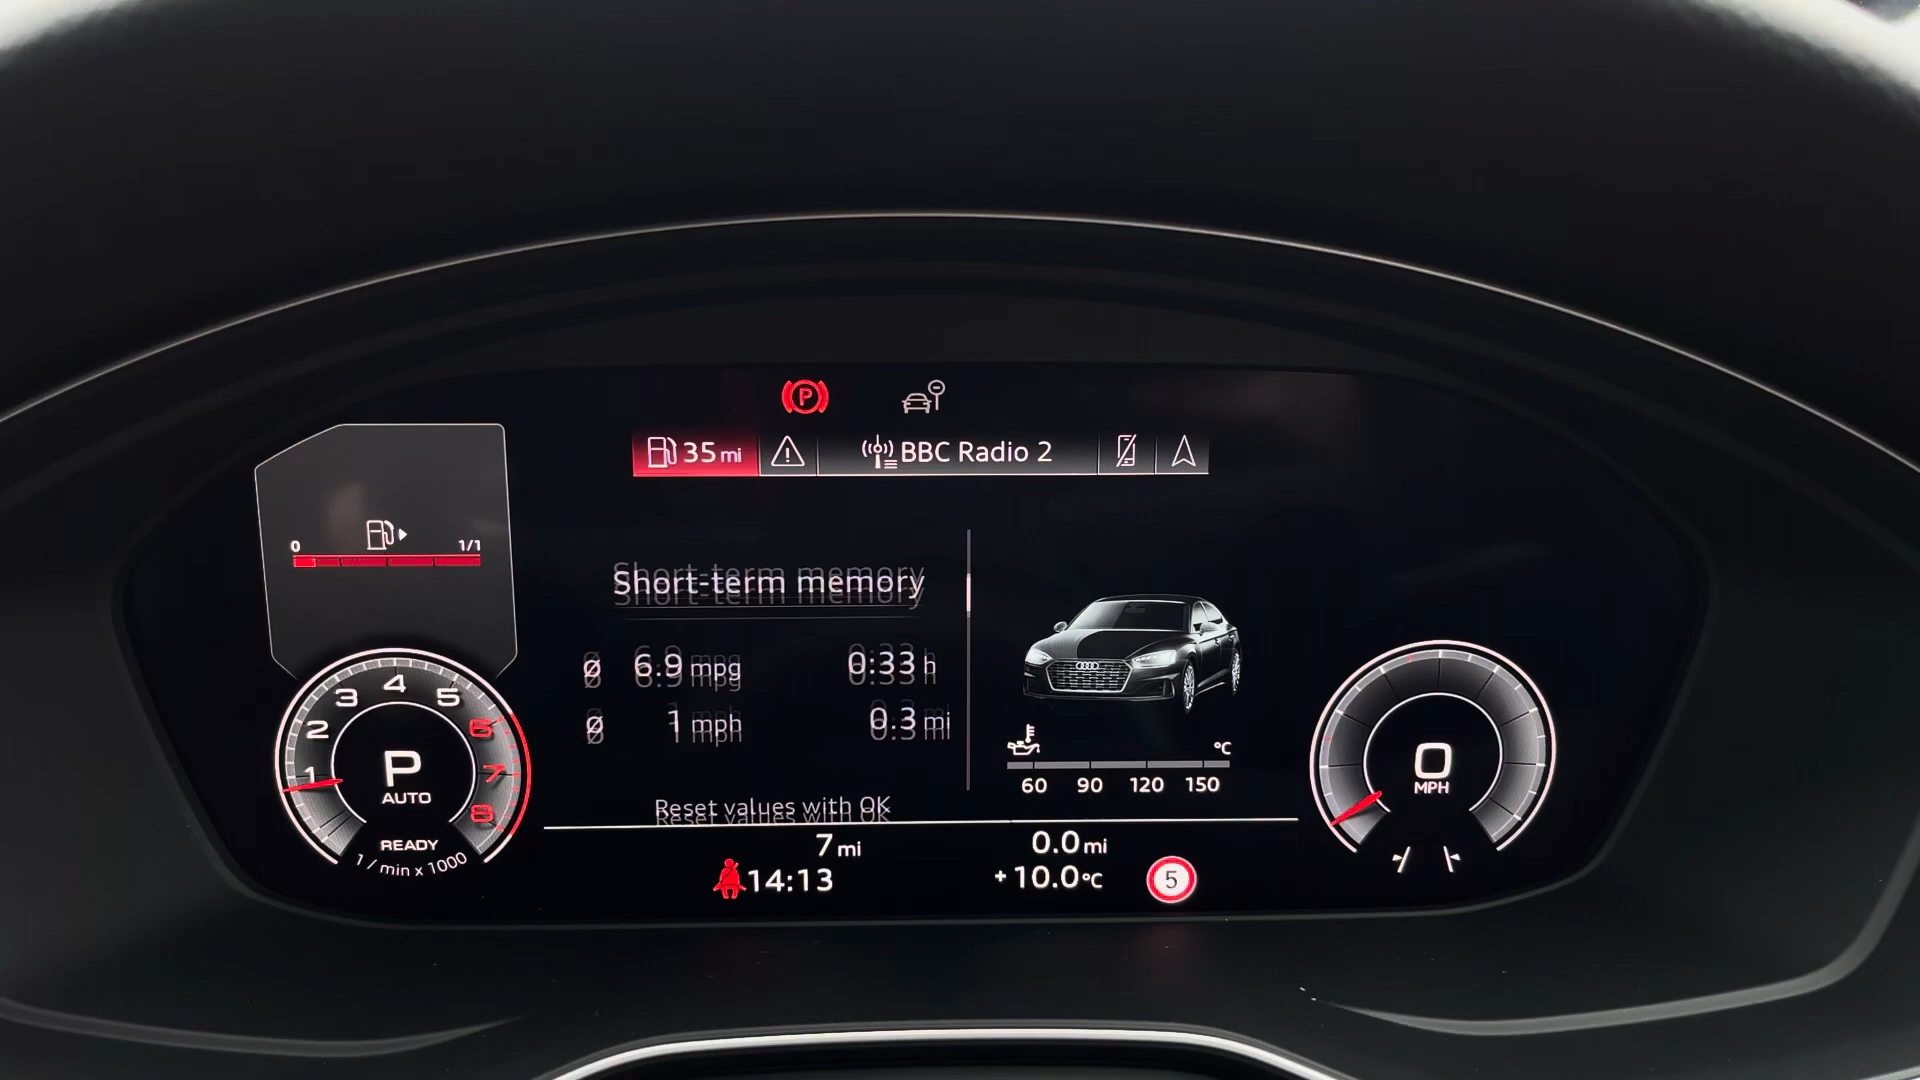 P
35 mi
BBC Radio 2
0 1/1
Short-term memory
ø 6.9 mpg 0:33 h
ø 1 mph 0.3 mi
Reset values with OK
°C
60 90 120 150
1 2 3 4 5 6 7 8
P
AUTO
READY
1 / min x 1000
0
MPH
7 mi 0.0 mi
14:13 +10.0°C 5